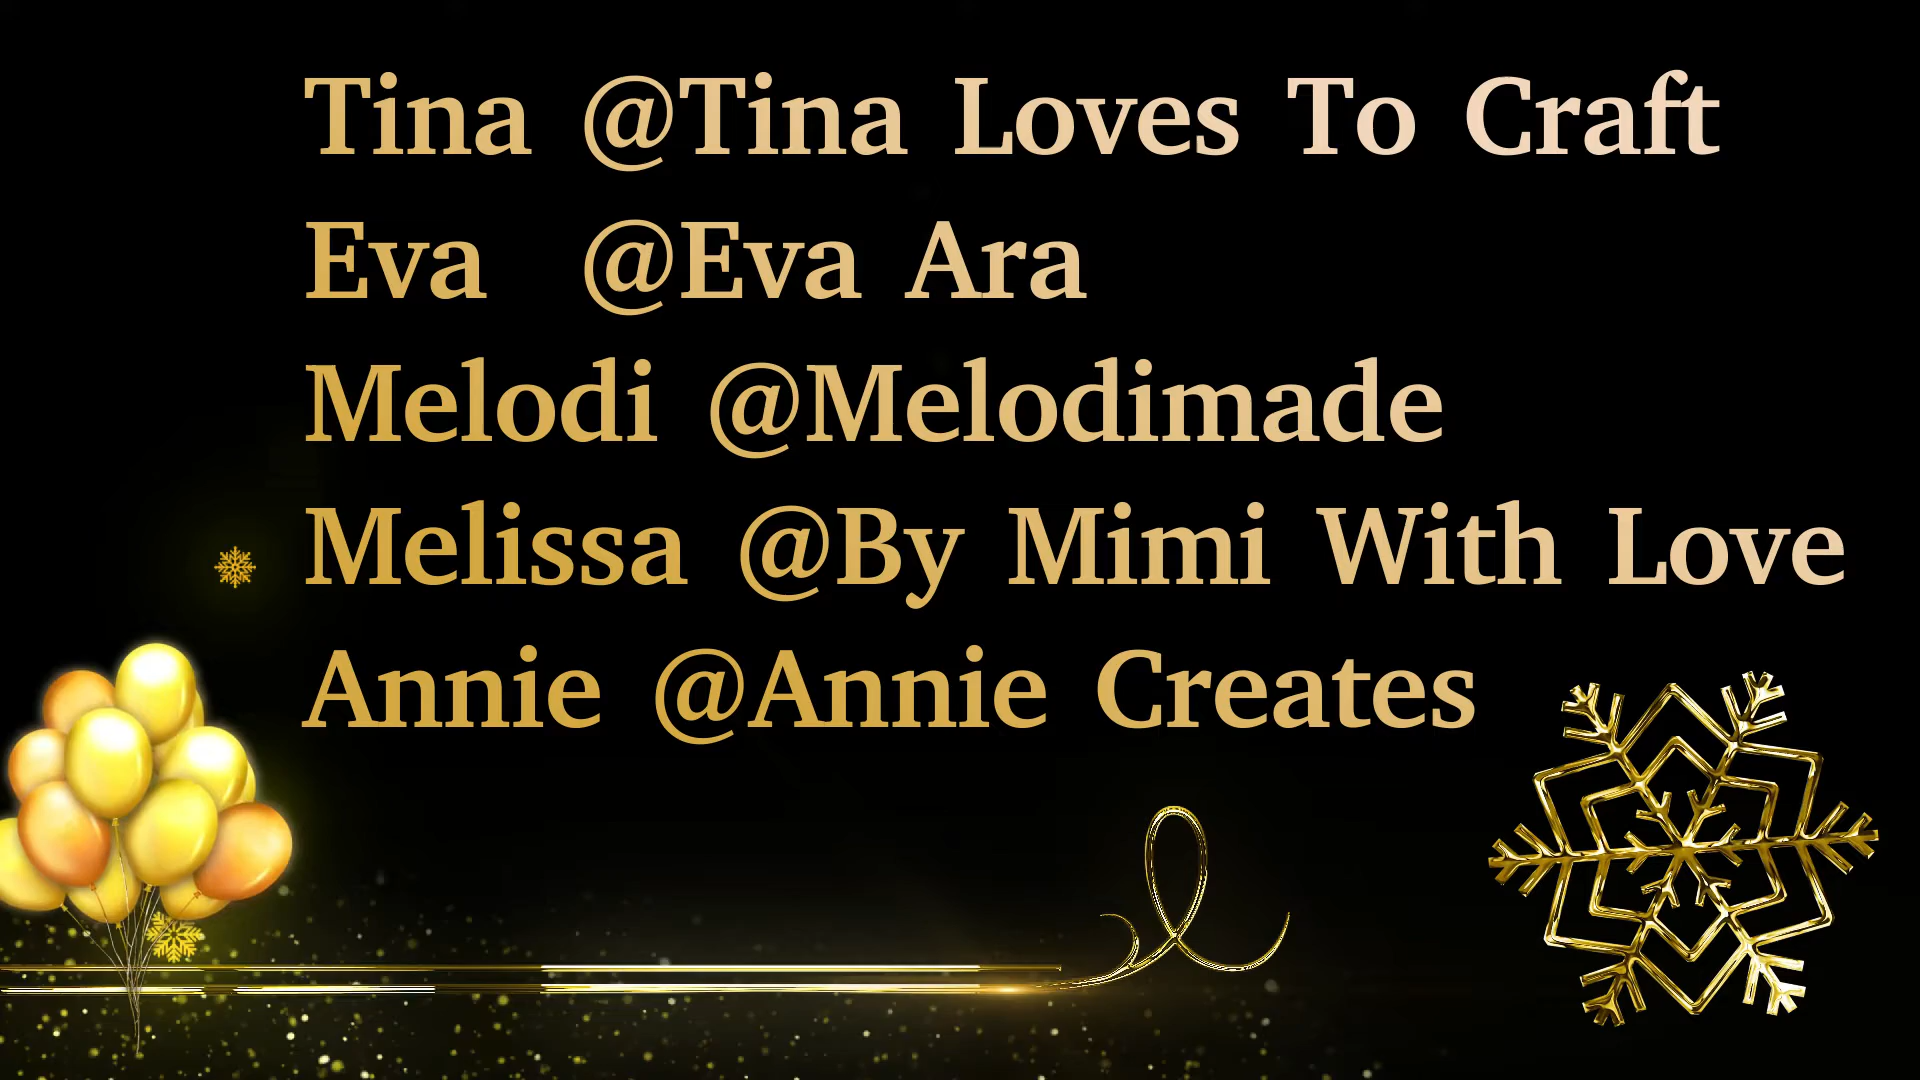 Tina @Tina Loves To Craft
Eva @Eva Ara
Melodi @Melodimade
Melissa @By Mimi With Love
Annie @Annie Creates